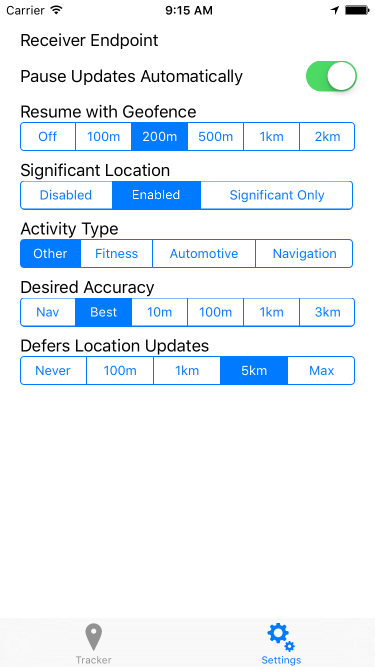 Carrier 9:15 AM
Receiver Endpoint
Pause Updates Automatically
Resume with Geofence
Off 100m 200m 500m 1km 2km
Significant Location
Disabled Enabled Significant Only
Activity Type
Other Fitness Automotive Navigation
Desired Accuracy
Nav Best 10m 100m 1km 3km
Defers Location Updates
Never 100m 1km 5km Max
Tracker Settings